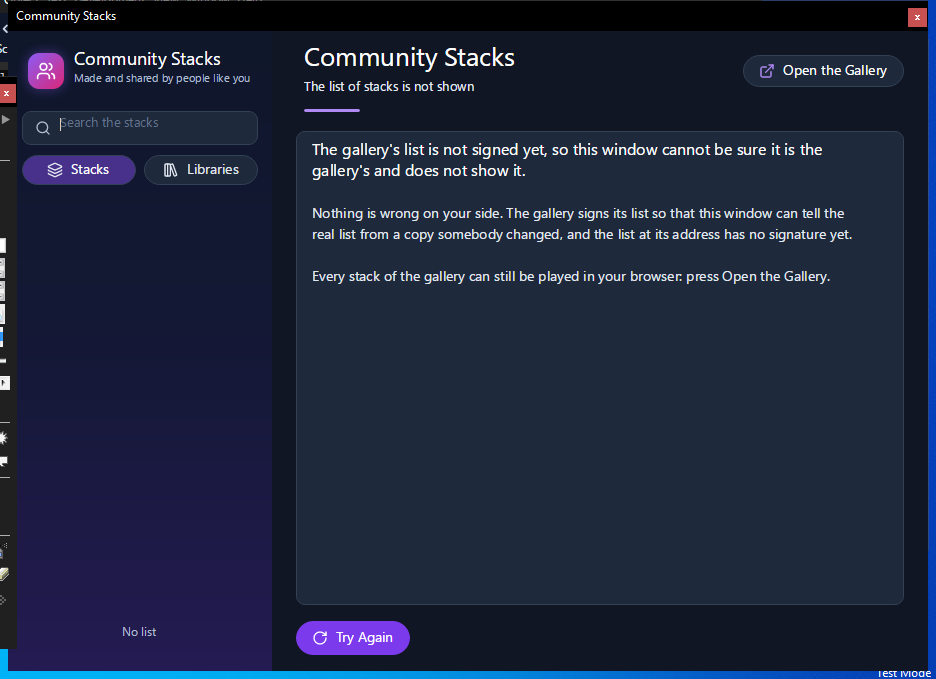 Community Stacks
x
Community Stacks
Made and shared by people like you
Search the stacks
Stacks
Libraries
No list
Community Stacks
The list of stacks is not shown
Open the Gallery
The gallery's list is not signed yet, so this window cannot be sure it is the
gallery's and does not show it.
Nothing is wrong on your side. The gallery signs its list so that this window can tell the
real list from a copy somebody changed, and the list at its address has no signature yet.
Every stack of the gallery can still be played in your browser: press Open the Gallery.
Try Again
Test Mode